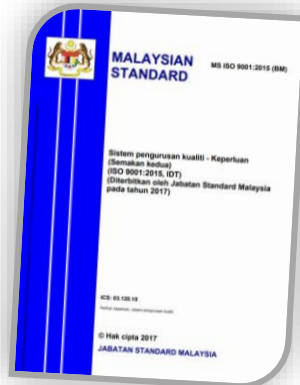 MALAYSIAN
STANDARD
MS ISO 9001:2015 (BM)
Sistem pengurusan kualiti - Keperluan
(Semakan kedua)
(ISO 9001:2015, IDT)
(Diterbitkan oleh Jabatan Standard Malaysia
pada tahun 2017)
ICS: 03.120.10
© Hak cipta 2017
JABATAN STANDARD MALAYSIA